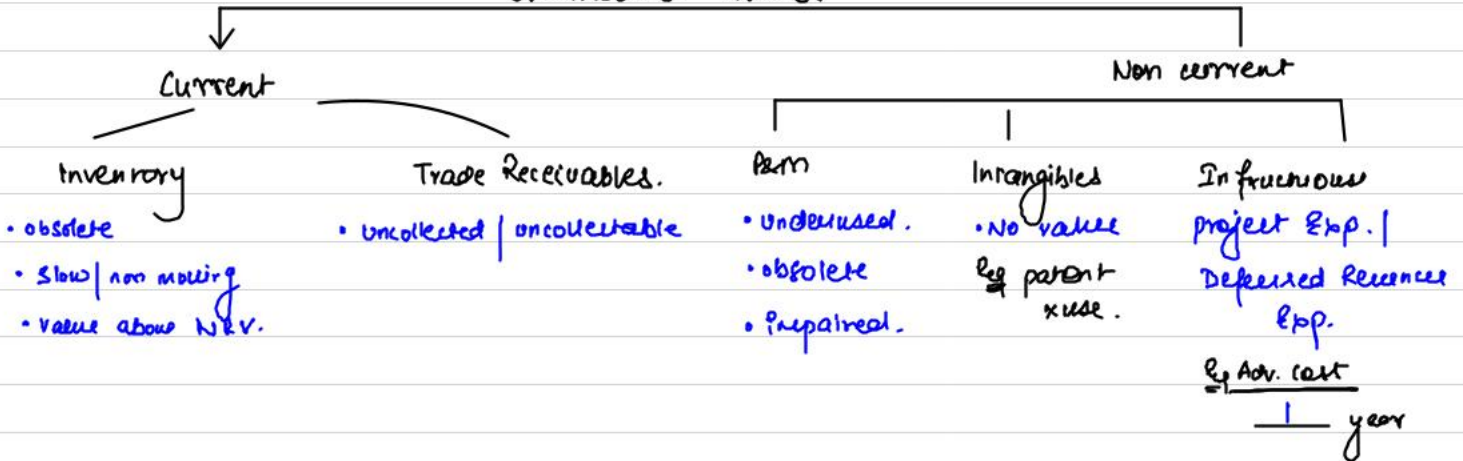 Current
Non current
Inventory
Trade Receivables.
P&M
Intangibles
Infructuous
• obsolete
• uncollected | uncollectable
• underused.
• No value
project Exp. |
• Slow | non moving
• obsolete
Eg patent
Deferred Revenue
• value above NRV.
• impaired.
x use.
Exp.
Eg Adv. cost
1 year